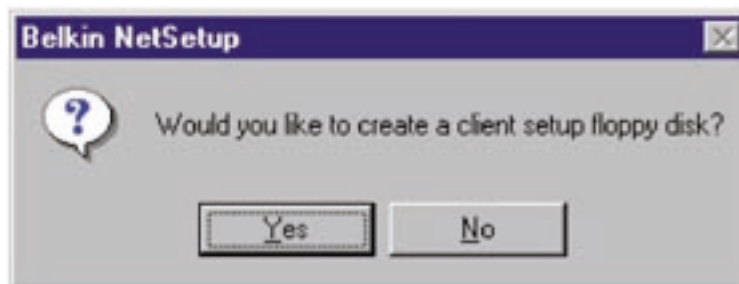 Belkin NetSetup
Would you like to create a client setup floppy disk?
Yes
No